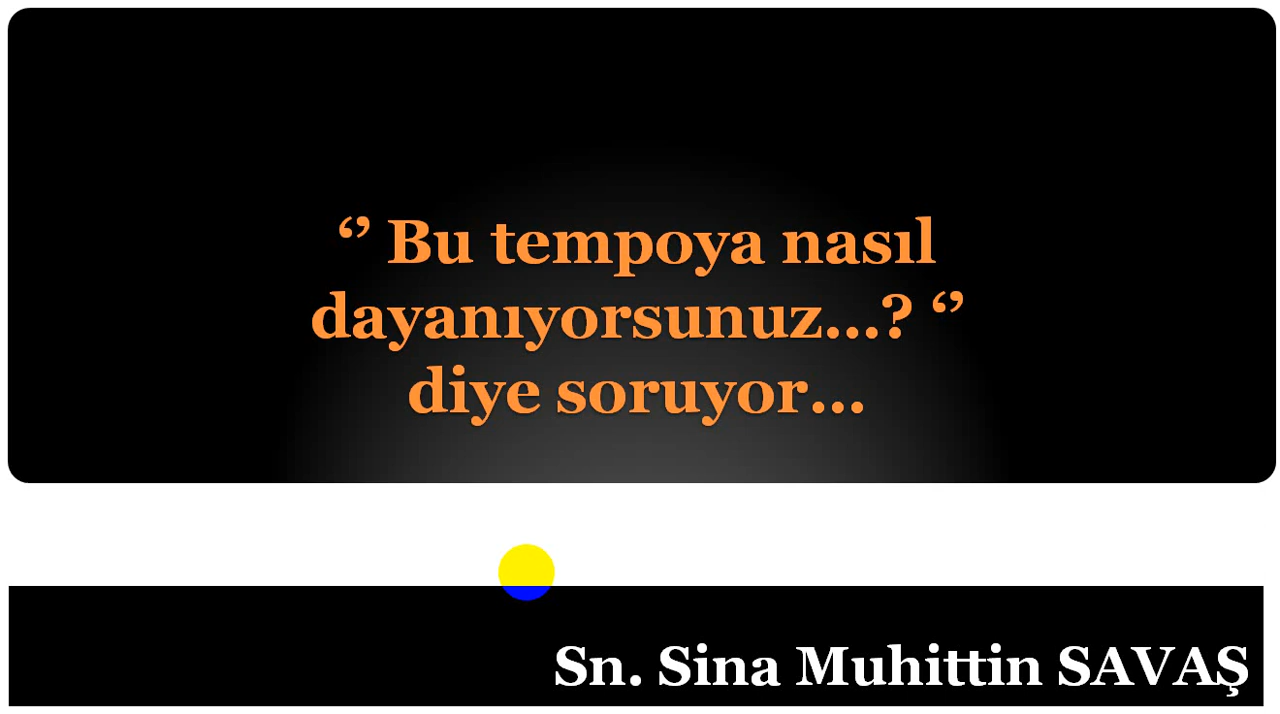 ‘’ Bu tempoya nasıl
dayanıyorsunuz...? ‘’
diye soruyor...
Sn. Sina Muhittin SAVAŞ